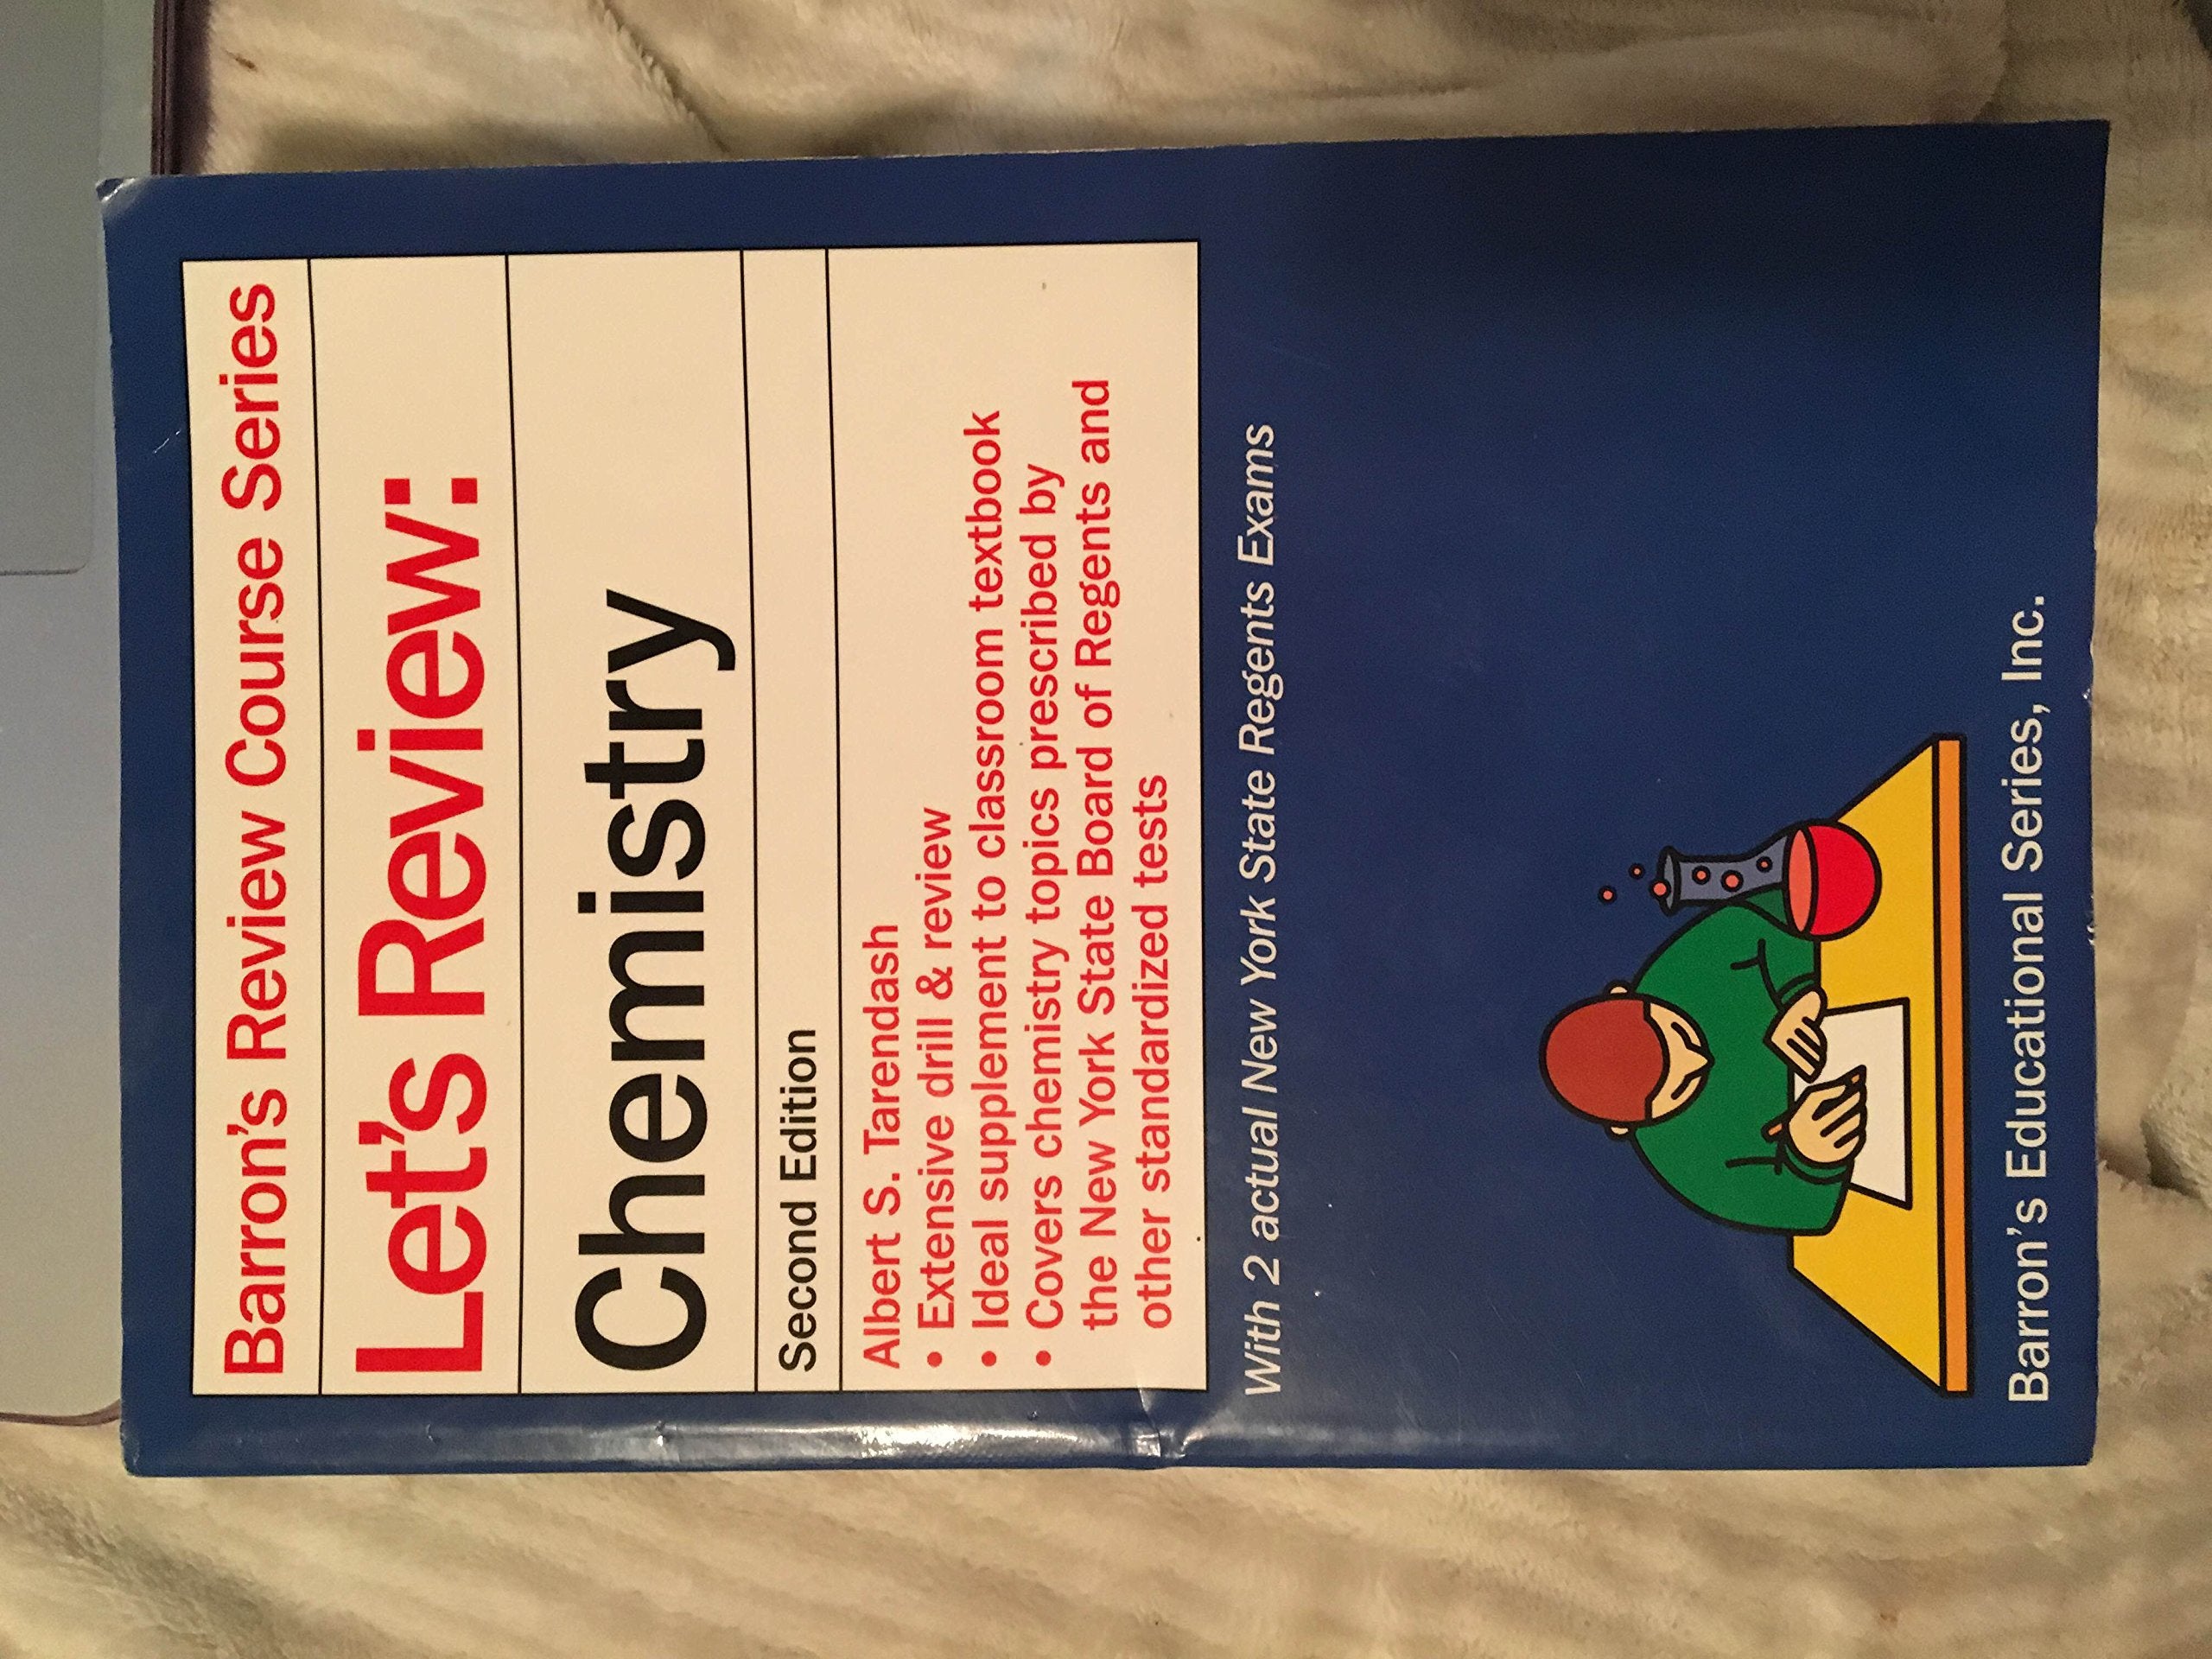 Barron's Review Course Series
Let's Review:
Chemistry
Second Edition
Albert S. Tarendash
• Extensive drill & review
• Ideal supplement to classroom textbook
• Covers chemistry topics prescribed by
the New York State Board of Regents and
other standardized tests
With 2 actual New York State Regents Exams
Barron's Educational Series, Inc.